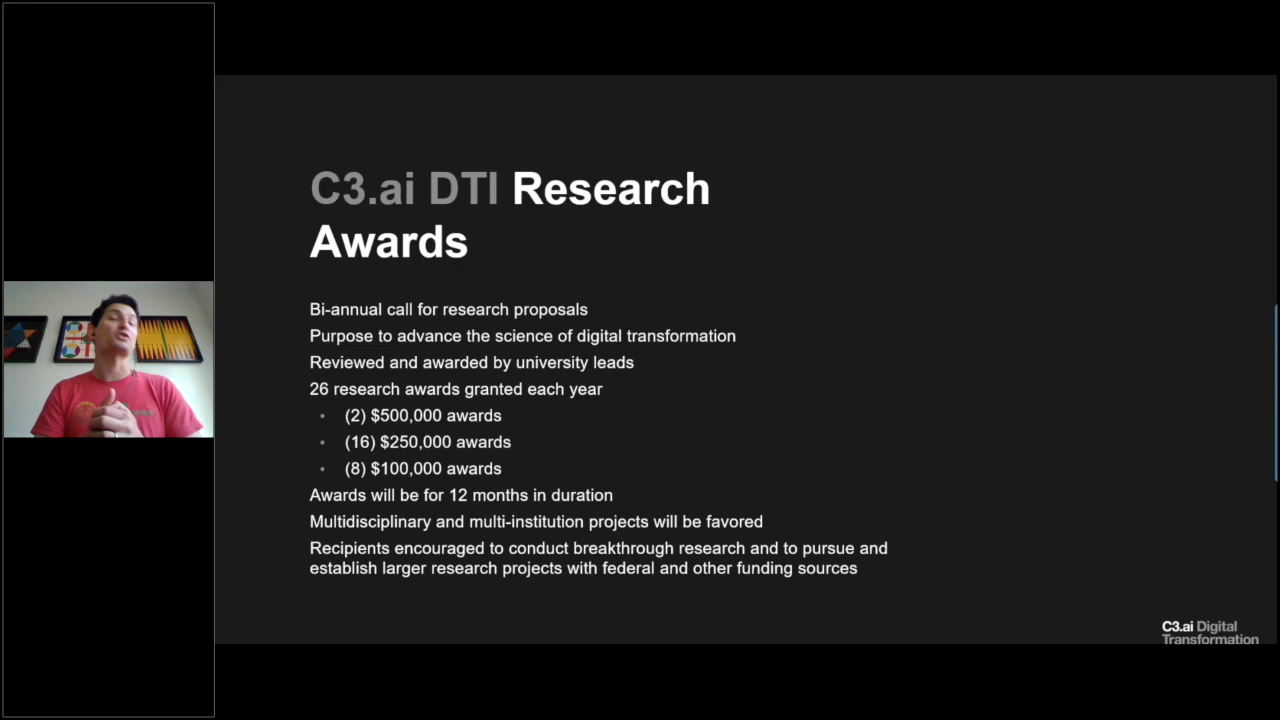 C3.ai DTI Research
Awards
Bi-annual call for research proposals
Purpose to advance the science of digital transformation
Reviewed and awarded by university leads
26 research awards granted each year
• (2) $500,000 awards
• (16) $250,000 awards
• (8) $100,000 awards
Awards will be for 12 months in duration
Multidisciplinary and multi-institution projects will be favored
Recipients encouraged to conduct breakthrough research and to pursue and
establish larger research projects with federal and other funding sources
C3.ai Digital
Transformation